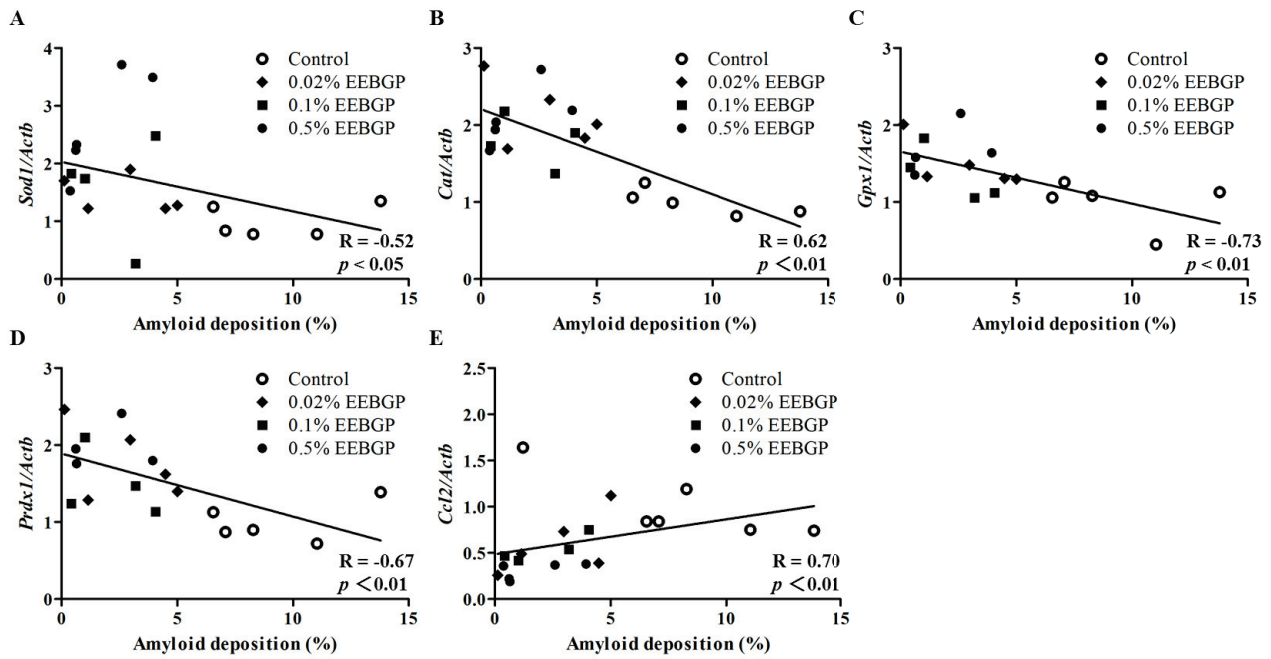 A
Sod1/Actb
4
3
2
1
0
0 5 10 15
Amyloid deposition (%)
Control
0.02% EEBGP
0.1% EEBGP
0.5% EEBGP
R = -0.52
p < 0.05
B
Cat/Actb
3
2
1
0
0 5 10 15
Amyloid deposition (%)
Control
0.02% EEBGP
0.1% EEBGP
0.5% EEBGP
R = 0.62
p <0.01
C
Gpx1/Actb
3
2
1
0
0 5 10 15
Amyloid deposition (%)
Control
0.02% EEBGP
0.1% EEBGP
0.5% EEBGP
R = -0.73
p < 0.01
D
Prdx1/Actb
3
2
1
0
0 5 10 15
Amyloid deposition (%)
Control
0.02% EEBGP
0.1% EEBGP
0.5% EEBGP
R = -0.67
p <0.01
E
Ccl2/Actb
2.5
2.0
1.5
1.0
0.5
0.0
0 5 10 15
Amyloid deposition (%)
Control
0.02% EEBGP
0.1% EEBGP
0.5% EEBGP
R = 0.70
p <0.01